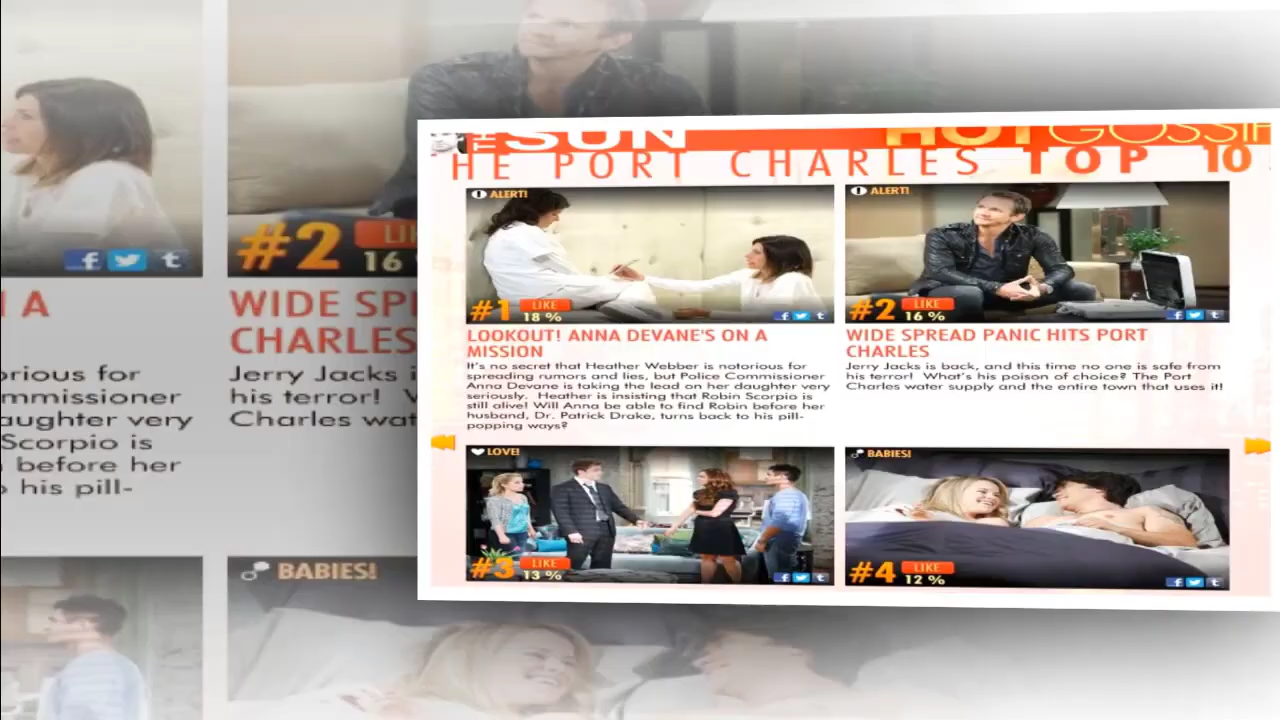 THE SUN HOTGOSSIP
HE PORT CHARLES TOP 10
ALERT!
#1 LIKE
18 %
f t
LOOKOUT! ANNA DEVANE'S ON A
MISSION
It's no secret that Heather Webber is notorious for
spreading rumors and lies, but Police Commissioner
Anna Devane is taking the lead on her daughter very
seriously. Heather is insisting that Robin Scorpio is
still alive! Will Anna be able to find Robin before her
husband, Dr. Patrick Drake, turns back to his pill-
popping ways?
ALERT!
#2 LIKE
16 %
f t
WIDE SPREAD PANIC HITS PORT
CHARLES
Jerry Jacks is back, and this time no one is safe from
his terror! What's his poison of choice? The Port
Charles water supply and the entire town that uses it!
LOVE!
#3 LIKE
13 %
f t
BABIES!
#4 LIKE
12 %
f t
f t
#2 LI
16
N A
WIDE SPR
CHARLES
orious for
mmissioner
aughter very
Scorpio is
before her
his pill-
Jerry Jacks i
his terror! W
Charles wat
BABIES!